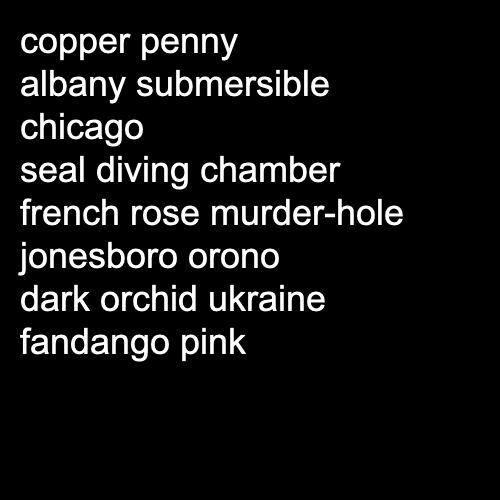 copper penny
albany submersible
chicago
seal diving chamber
french rose murder-hole
jonesboro orono
dark orchid ukraine
fandango pink